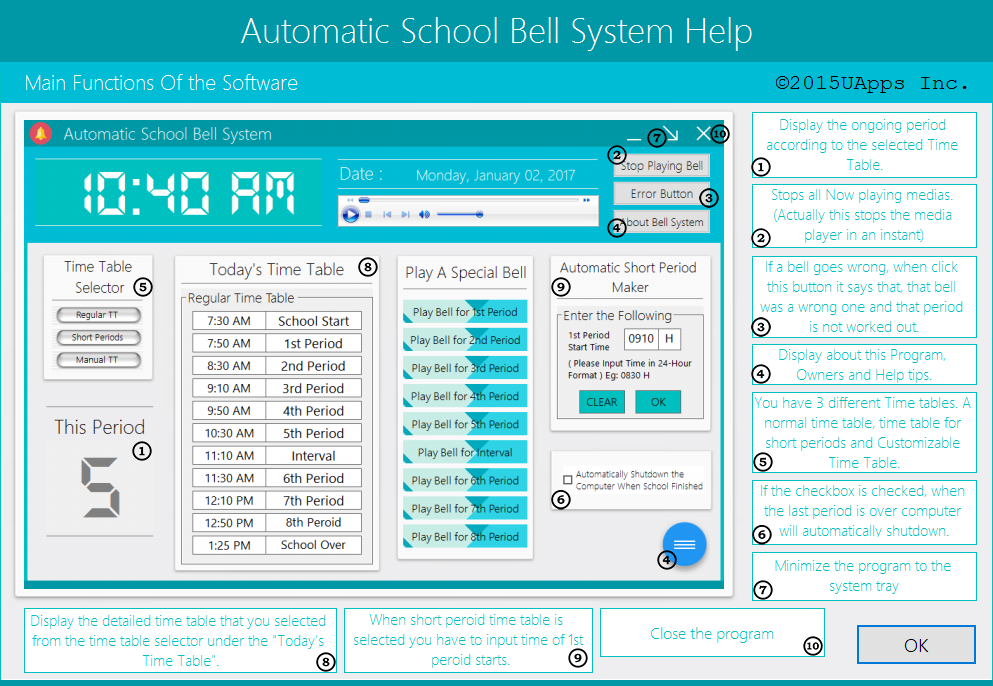 Automatic School Bell System Help
Main Functions Of the Software
©2015UApps Inc.
Automatic School Bell System
7
10
10:40 AM
Date :
Monday, January 02, 2017
2
Stop Playing Bell
Error Button
3
4
About Bell System
Time Table
Selector
5
Regular TT
Short Periods
Manual TT
This Period
1
5
Today's Time Table
8
Regular Time Table
7:30 AM School Start
7:50 AM 1st Period
8:30 AM 2nd Period
9:10 AM 3rd Period
9:50 AM 4th Period
10:30 AM 5th Period
11:10 AM Interval
11:30 AM 6th Period
12:10 PM 7th Period
12:50 PM 8th Peroid
1:25 PM School Over
Play A Special Bell
Play Bell for 1st Period
Play Bell for 2nd Period
Play Bell for 3rd Period
Play Bell for 4th Period
Play Bell for 5th Period
Play Bell for Interval
Play Bell for 6th Period
Play Bell for 7th Period
Play Bell for 8th Period
Automatic Short Period
Maker
9
Enter the Following
1st Period
Start Time
0910 H
( Please Input Time in 24-Hour
Format ) Eg: 0830 H
CLEAR
OK
Automatically Shutdown the
Computer When School Finished
6
4
Display the ongoing period
according to the selected Time
Table.
1
Stops all Now playing medias.
(Actually this stops the media
player in an instant)
2
If a bell goes wrong, when click
this button it says that, that bell
was a wrong one and that period
is not worked out.
3
Display about this Program,
Owners and Help tips.
4
You have 3 different Time tables. A
normal time table, time table for
short periods and Customizable
Time Table.
5
If the checkbox is checked, when
the last period is over computer
will automatically shutdown.
6
Minimize the program to the
system tray
7
Display the detailed time table that you selected
from the time table selector under the "Today's
Time Table".
8
When short peroid time table is
selected you have to input time of 1st
peroid starts.
9
Close the program
10
OK